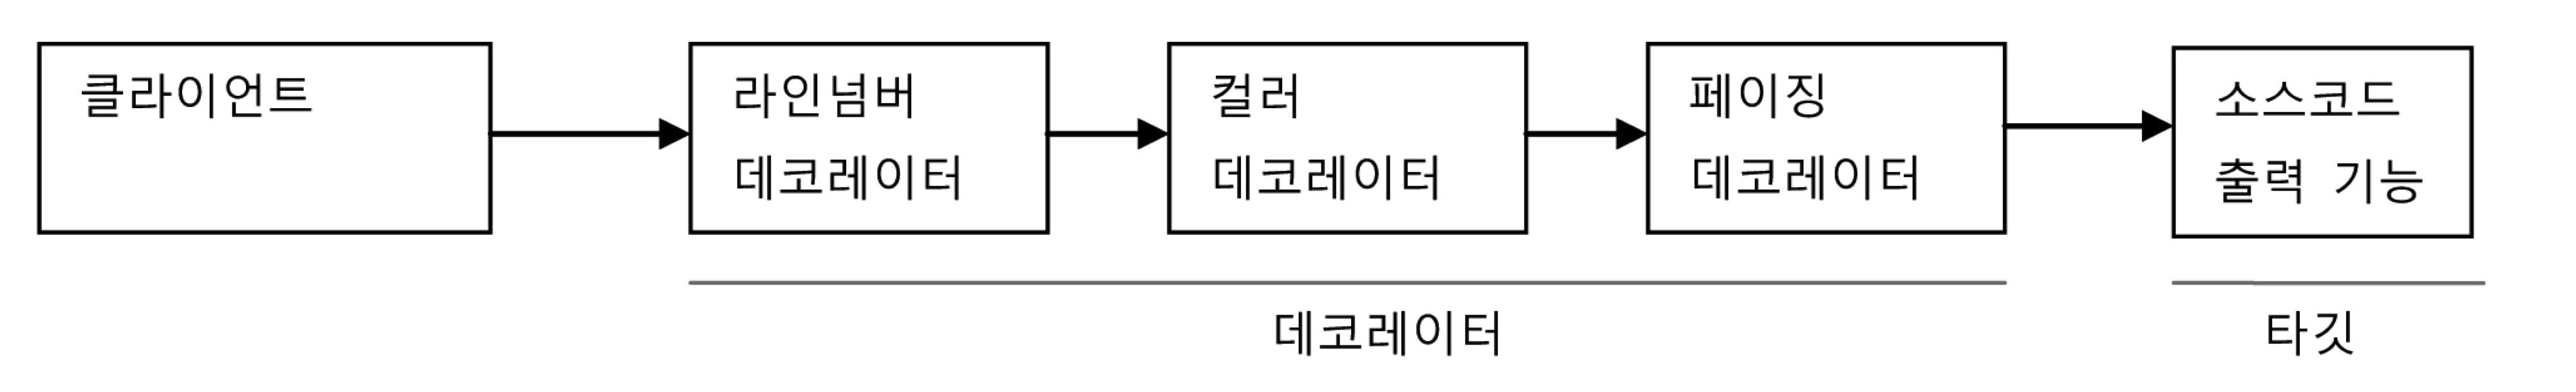 클라이언트
라인넘버
데코레이터
컬러
데코레이터
페이징
데코레이터
소스코드
출력 기능
데코레이터
타깃